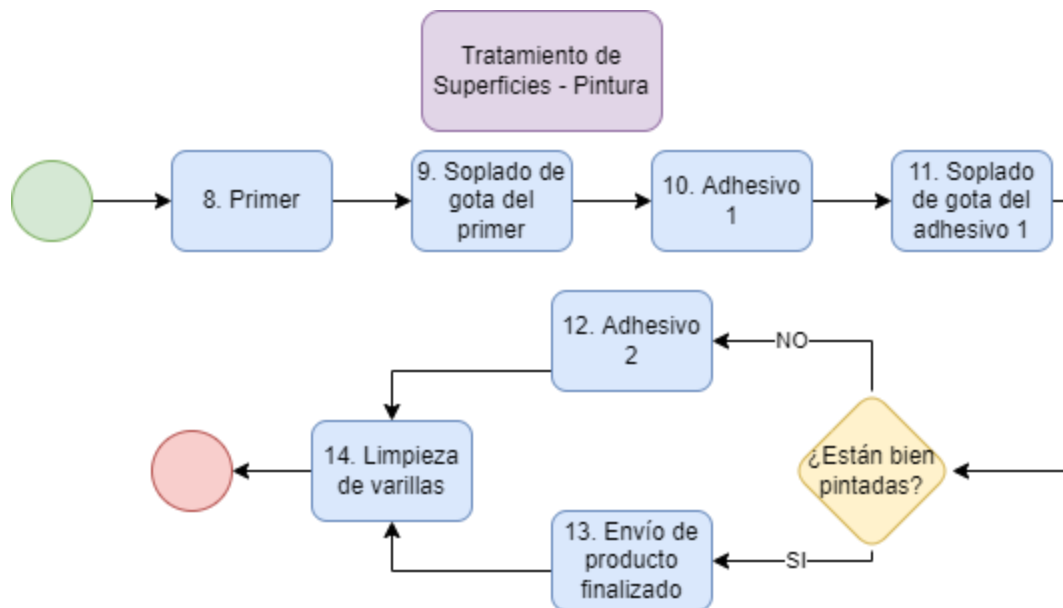 Tratamiento de
Superficies - Pintura
8. Primer
9. Soplado de
gota del
primer
10. Adhesivo
1
11. Soplado
de gota del
adhesivo 1
12. Adhesivo
2
NO
¿Están bien
pintadas?
14. Limpieza
de varillas
13. Envío de
producto
finalizado
SI